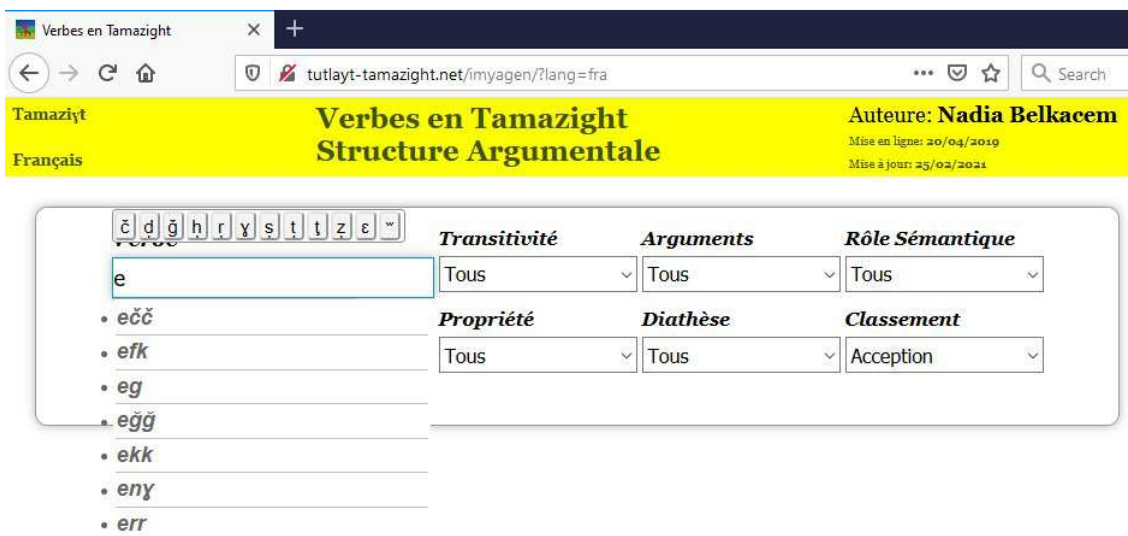 Verbes en Tamazight
tutlayt-tamazight.net/imyagen/?lang=fra
Search
Tamaziɣt
Français
Verbes en Tamazight
Structure Argumentale
Auteure: Nadia Belkacem
Mise en ligne: 20/04/2019
Mise à jour: 25/02/2021
č ḍ ǧ ḥ ṛ ɣ ṣ ṭ ţ ẓ ɛ ʷ
e
ečč
efk
eg
eǧǧ
ekk
enɣ
err
Transitivité Arguments Rôle Sémantique
Tous Tous Tous
Propriété Diathèse Classement
Tous Tous Acception